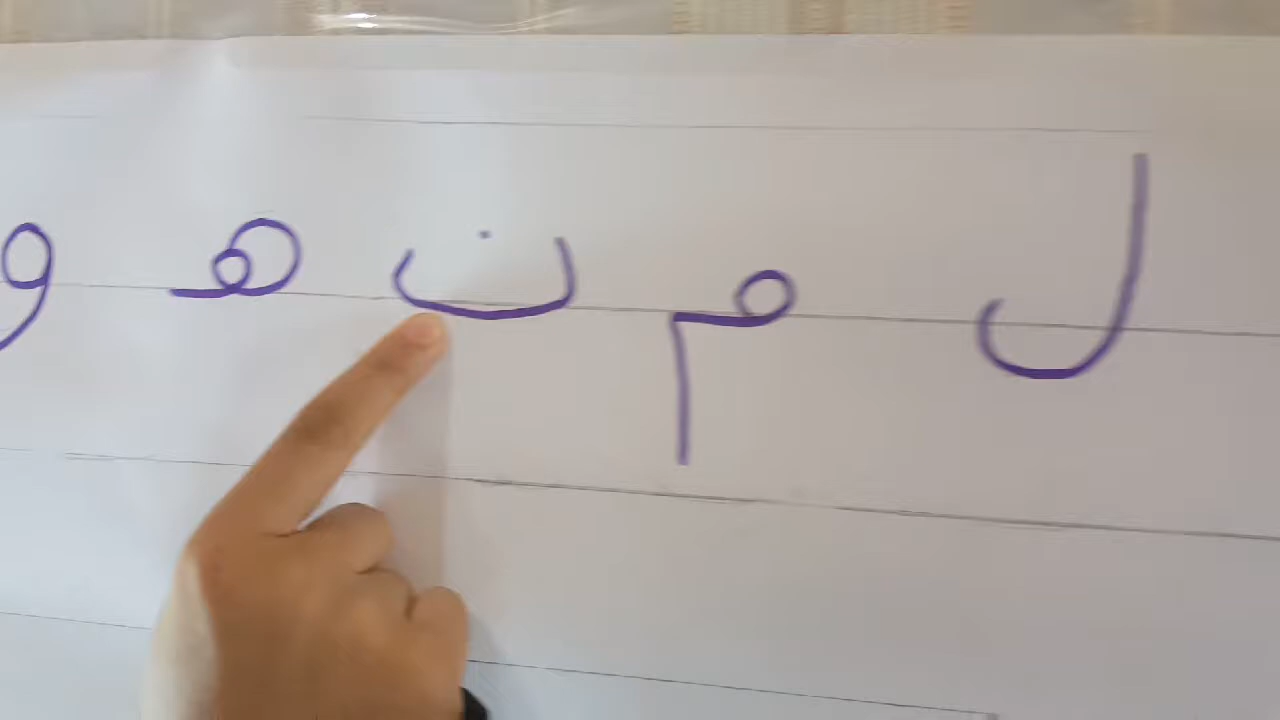 ل م ن ه و